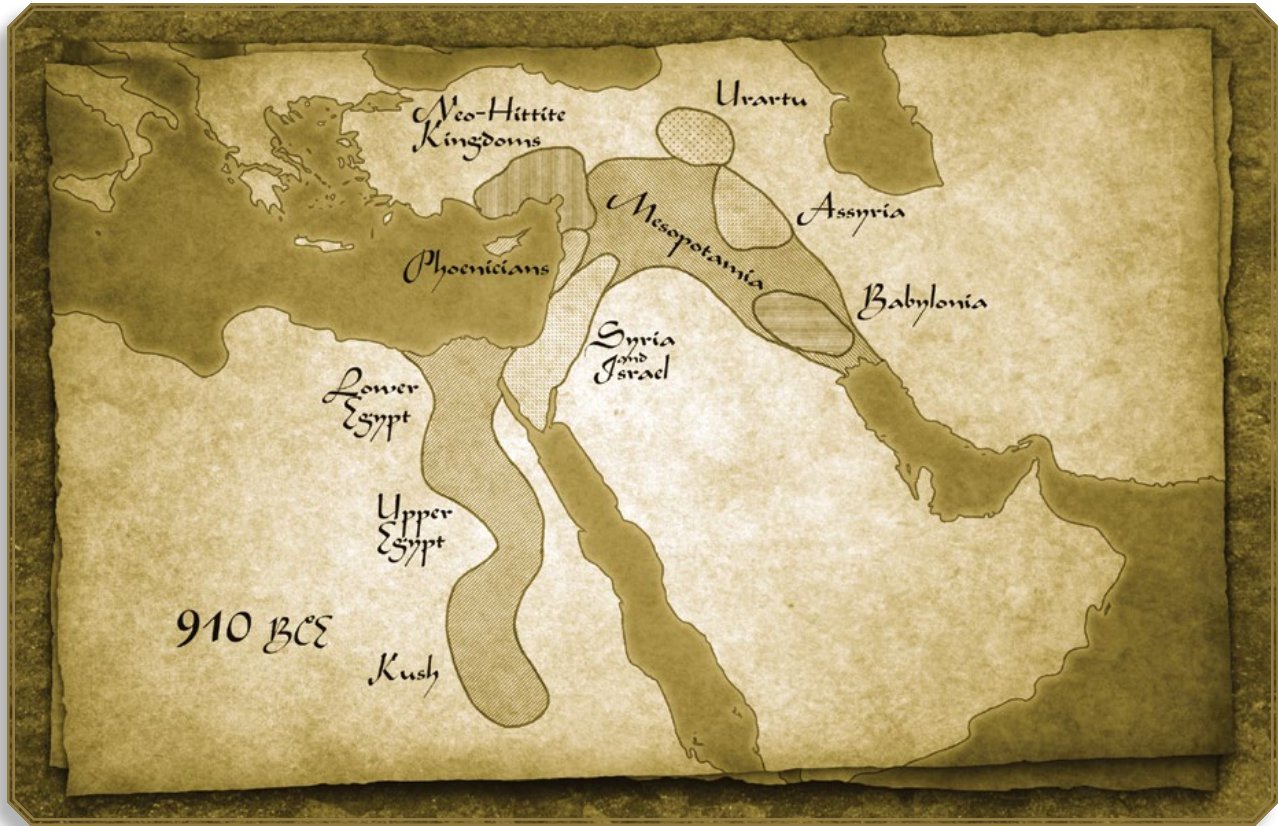 Urartu
Neo-Hittite
Kingdoms
Mesopotamia
Assyria
Phoenicians
Babylonia
Syria
and
Israel
Lower
Egypt
Upper
Egypt
910 BCE
Kush